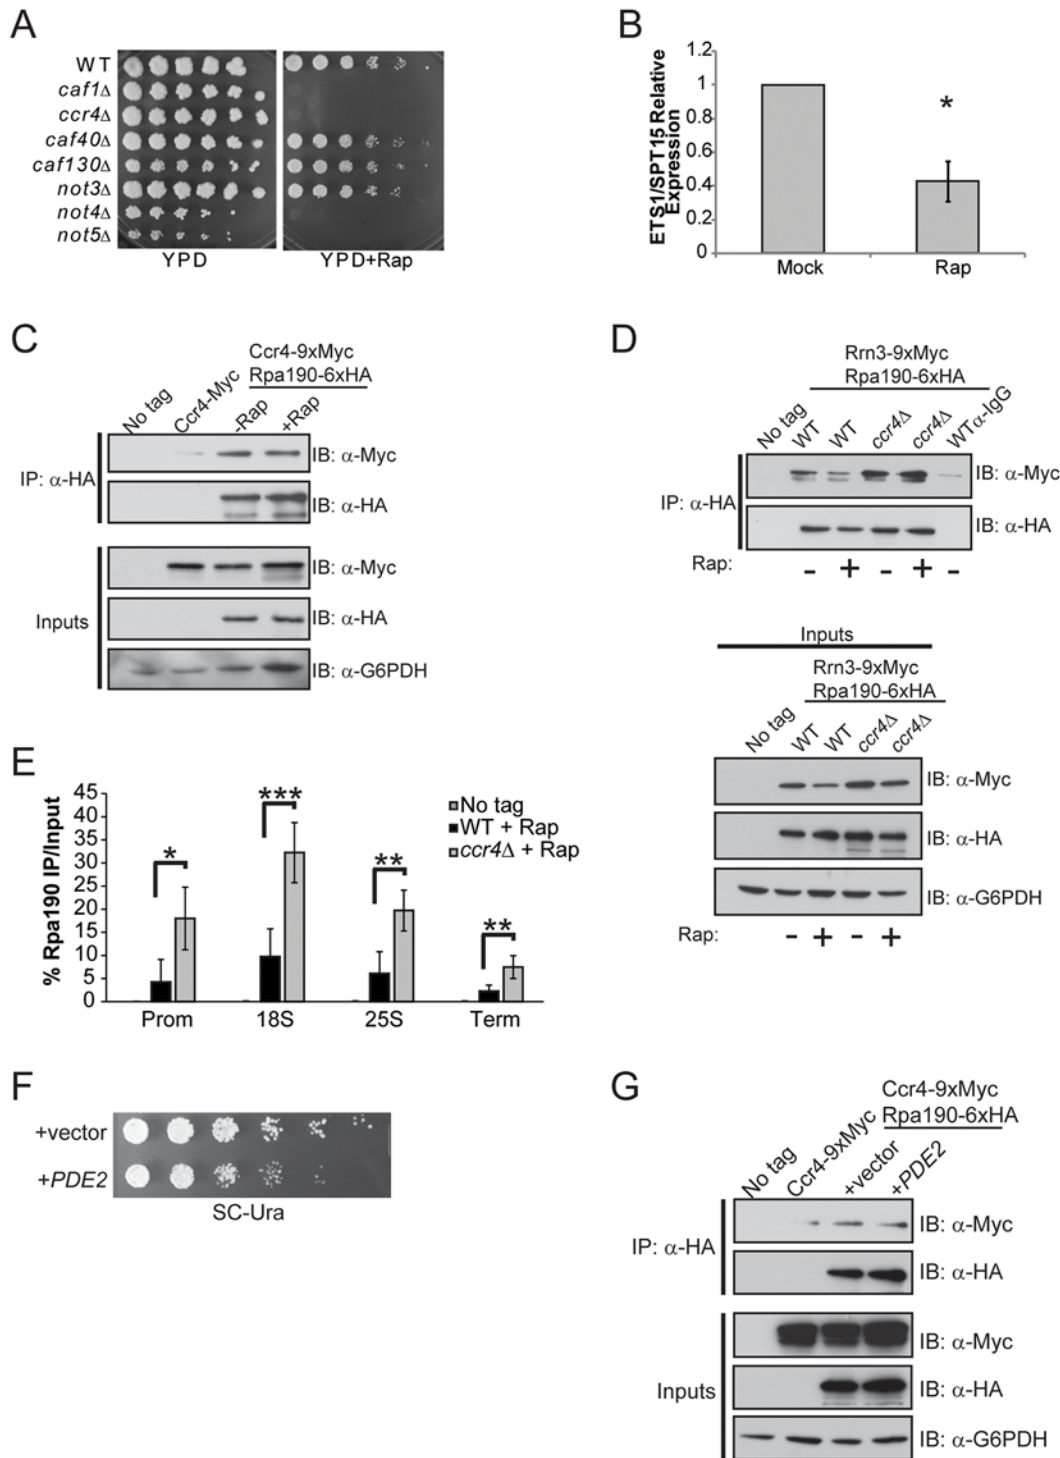 A
WT
caf1Δ
ccr4Δ
caf40Δ
caf130Δ
not3Δ
not4Δ
not5Δ
YPD
YPD+Rap
B
ETS1/SPT15 Relative
Expression
1.2
1
0.8
0.6
0.4
0.2
0
*
Mock
Rap
C
Ccr4-9xMyc
Rpa190-6xHA
No tag
Ccr4-Myc
-Rap
+Rap
IP: α-HA
IB: α-Myc
IB: α-HA
Inputs
IB: α-Myc
IB: α-HA
IB: α-G6PDH
D
Rrn3-9xMyc
Rpa190-6xHA
No tag
WT
WT
ccr4Δ
ccr4Δ
WTα-IgG
IP: α-HA
IB: α-Myc
IB: α-HA
Rap: - + - + -
Inputs
Rrn3-9xMyc
Rpa190-6xHA
No tag
WT
WT
ccr4Δ
ccr4Δ
IB: α-Myc
IB: α-HA
IB: α-G6PDH
Rap: - + - +
E
% Rpa190 IP/Input
45
40
35
30
25
20
15
10
5
0
*
***
**
**
No tag
WT + Rap
ccr4Δ + Rap
Prom
18S
25S
Term
F
+vector
+PDE2
SC-Ura
G
Ccr4-9xMyc
Rpa190-6xHA
No tag
Ccr4-9xMyc
+vector
+PDE2
IP: α-HA
IB: α-Myc
IB: α-HA
Inputs
IB: α-Myc
IB: α-HA
IB: α-G6PDH